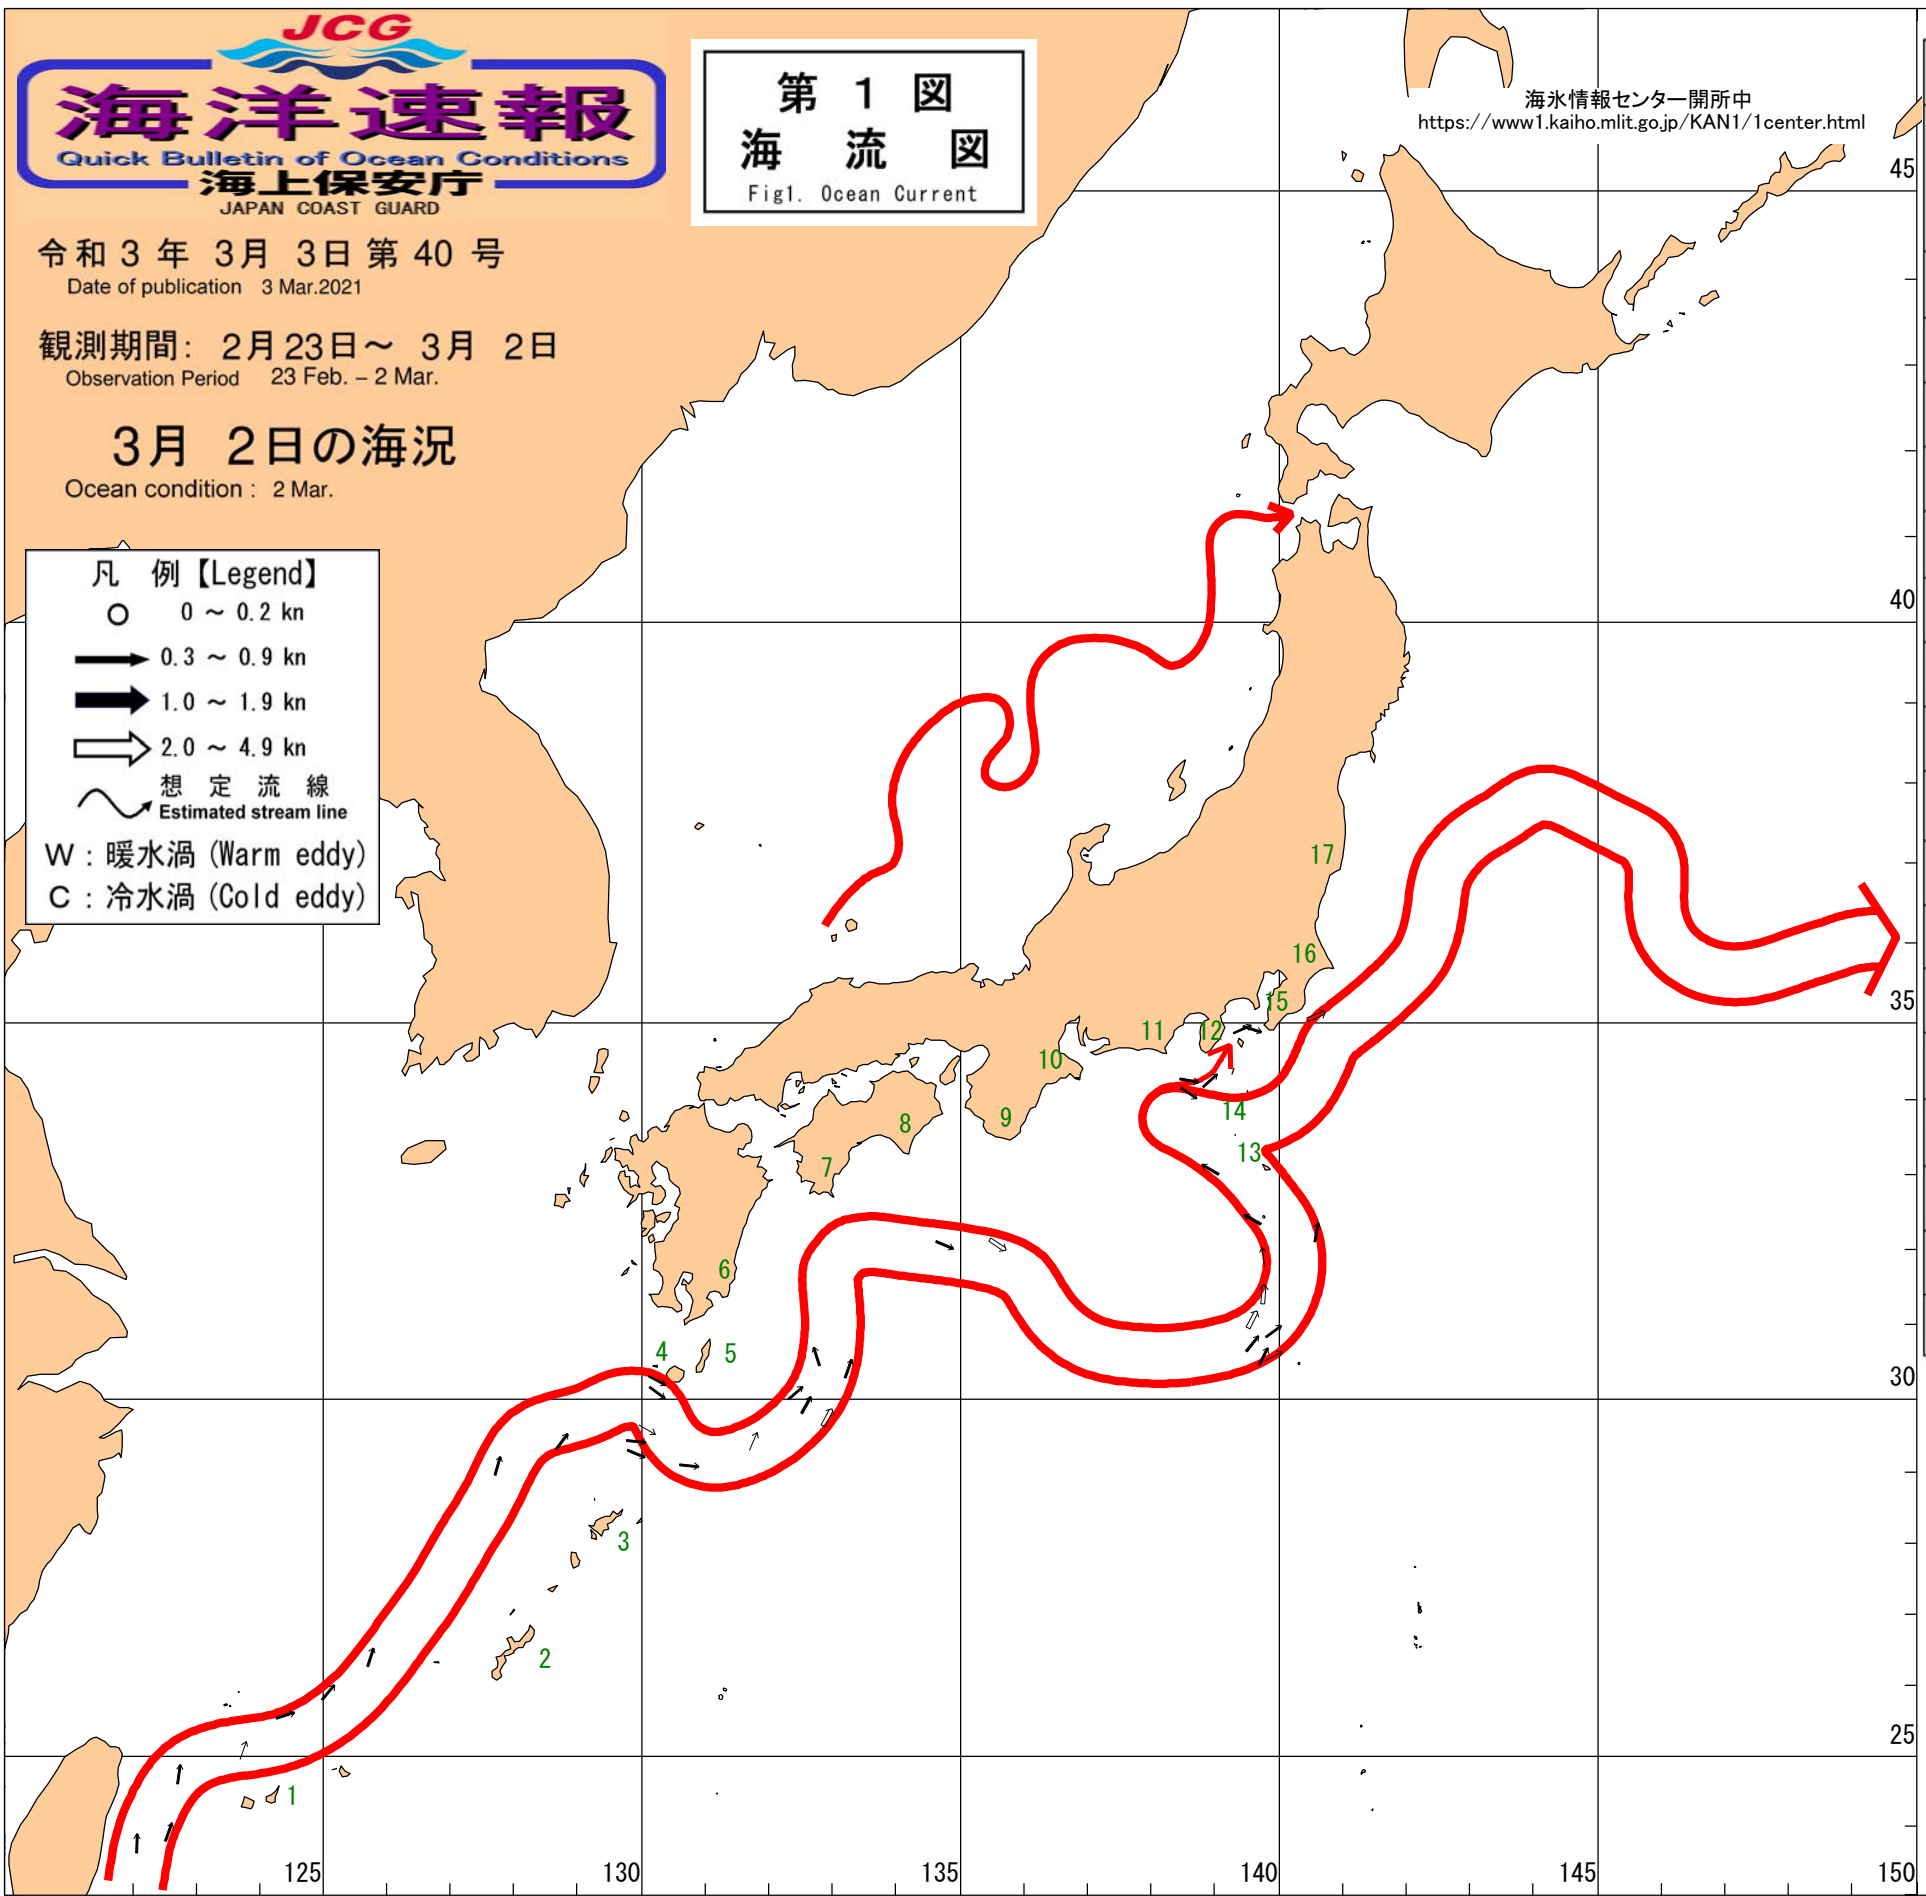 JCG
海洋速報
Quick Bulletin of Ocean Conditions
海上保安庁
JAPAN COAST GUARD
第 1 図
海 流 図
Fig1. Ocean Current
海氷情報センター開所中
https://www1.kaiho.mlit.go.jp/KAN1/1center.html
令和 3 年 3月 3日 第 40 号
Date of publication 3 Mar.2021
観測期間: 2月23日～ 3月 2日
Observation Period 23 Feb. – 2 Mar.
3月 2日の海況
Ocean condition : 2 Mar.
凡 例【Legend】
0 ～ 0.2 kn
0.3 ～ 0.9 kn
1.0 ～ 1.9 kn
2.0 ～ 4.9 kn
想 定 流 線
Estimated stream line
W : 暖水渦 (Warm eddy)
C : 冷水渦 (Cold eddy)
45
40
17
16
35
15
12
11
10
14
9
8
13
7
6
4
5
30
3
2
25
1
125
130
135
140
145
150